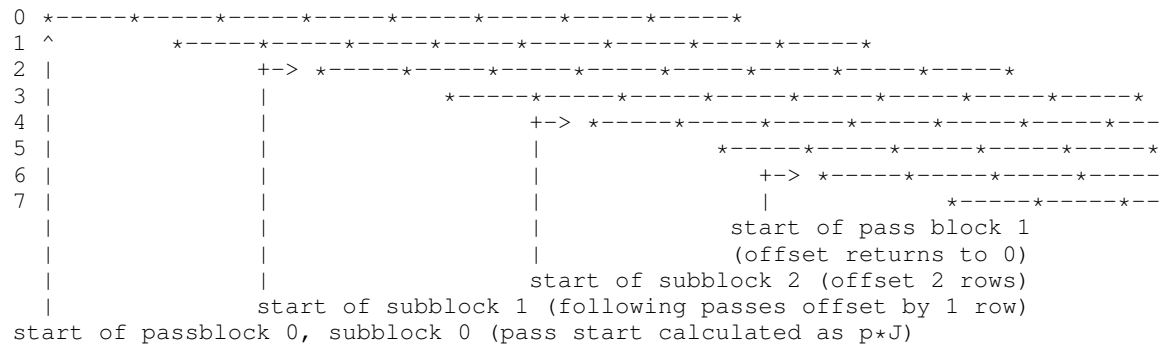 0 *-----*-----*-----*-----*-----*-----*-----*-----*
1 ^        *-----*-----*-----*-----*-----*-----*-----*-----*
2 |              +-> *-----*-----*-----*-----*-----*-----*-----*-----*
3 |              |            *-----*-----*-----*-----*-----*-----*-----*-----*
4 |              |                  +-> *-----*-----*-----*-----*-----*-----*---
5 |              |                  |            *-----*-----*-----*-----*-----*
6 |              |                  |               +-> *-----*-----*-----*-----
7 |              |                  |               |            *-----*-----*--
  |              |                  |             start of pass block 1
  |              |                  |             (offset returns to 0)
  |              |                  start of subblock 2 (offset 2 rows)
  |              start of subblock 1 (following passes offset by 1 row)
start of passblock 0, subblock 0 (pass start calculated as p*J)